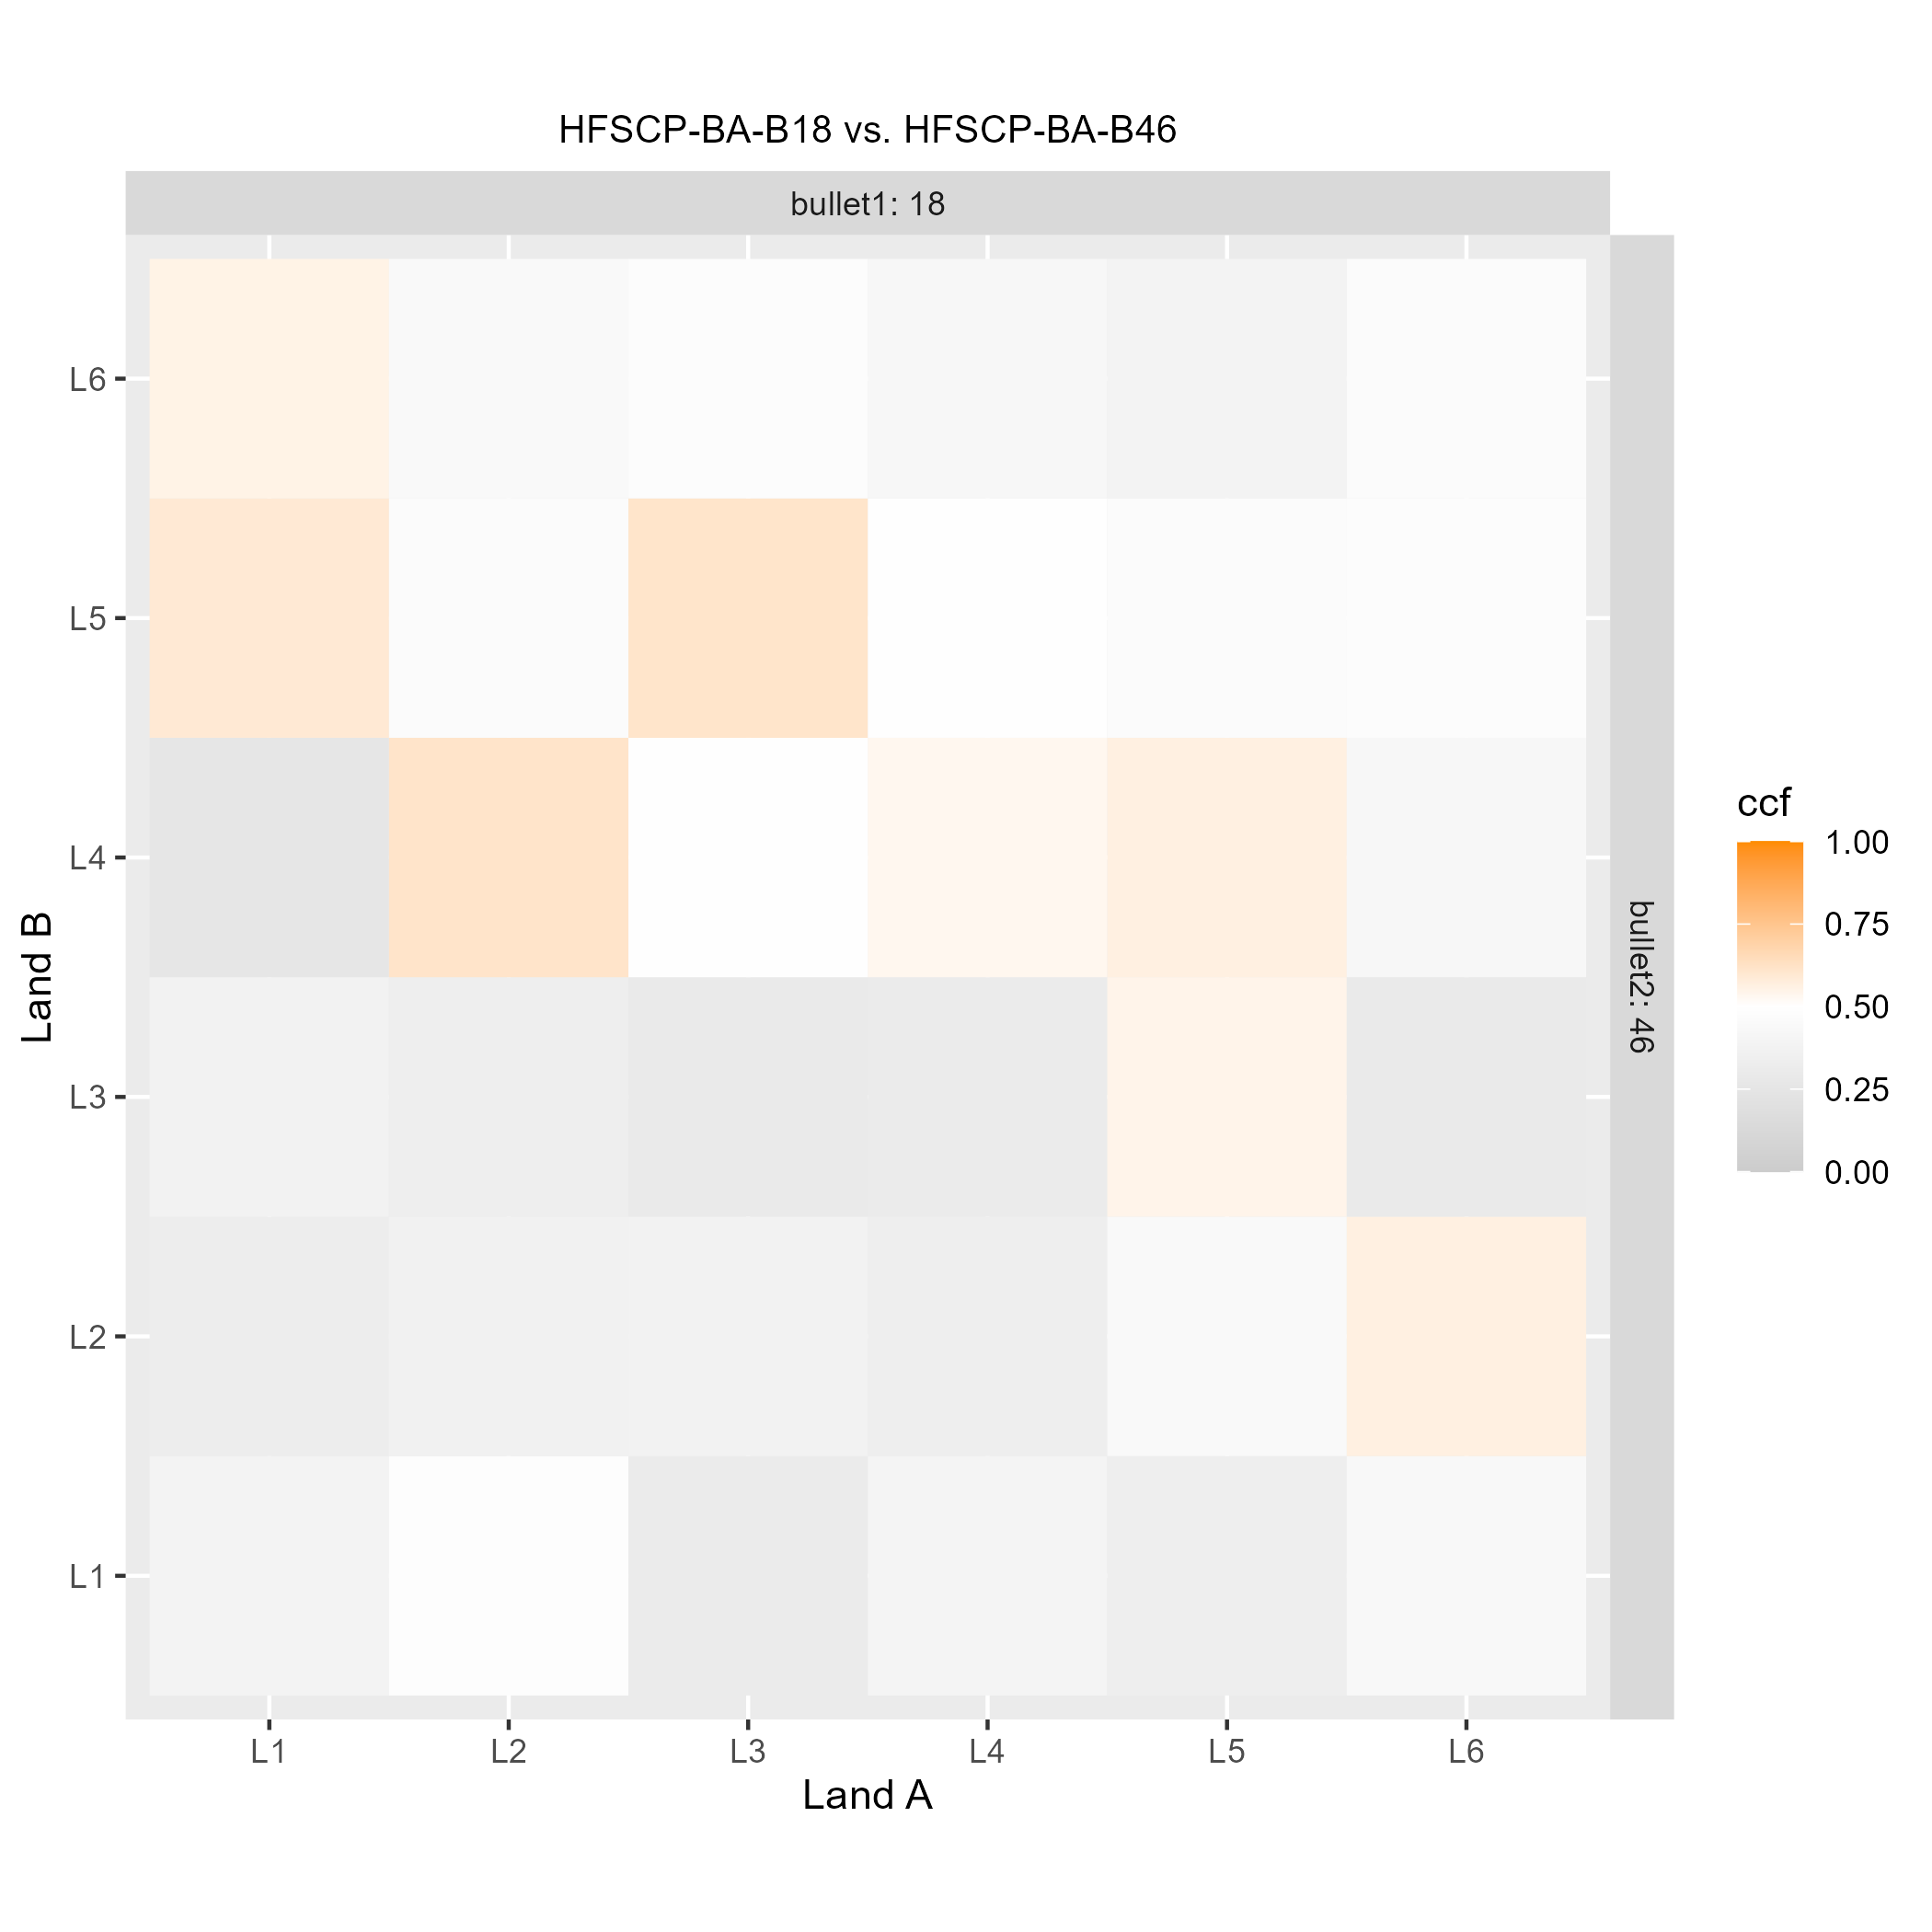 HFSCP-BA-B18 vs. HFSCP-BA-B46
bullet1: 18
L6
L5
L4
L3
L2
L1
Land B
bullet2: 46
L1 L2 L3 L4 L5 L6
Land A
ccf
1.00
0.75
0.50
0.25
0.00